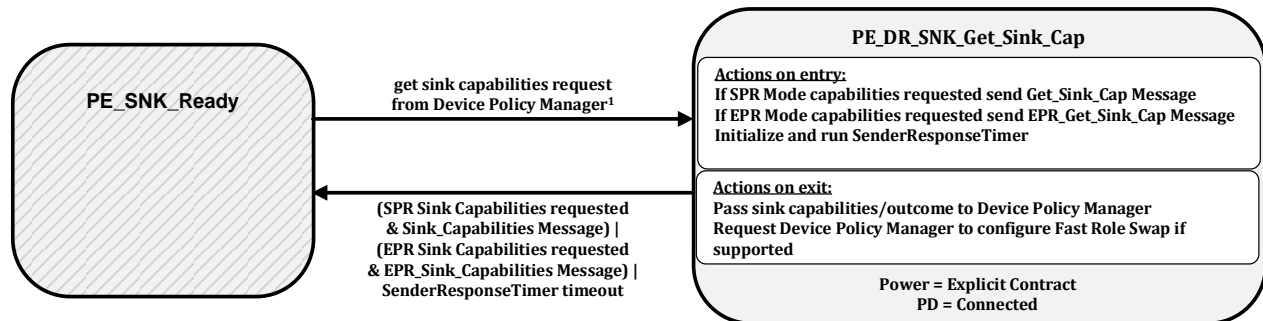 PE_SNK_Ready
get sink capabilities request
from Device Policy Manager¹
(SPR Sink Capabilities requested
& Sink_Capabilities Message) |
(EPR Sink Capabilities requested
& EPR_Sink_Capabilities Message) |
SenderResponseTimer timeout
PE_DR_SNK_Get_Sink_Cap
Actions on entry:
If SPR Mode capabilities requested send Get_Sink_Cap Message
If EPR Mode capabilities requested send EPR_Get_Sink_Cap Message
Initialize and run SenderResponseTimer
Actions on exit:
Pass sink capabilities/outcome to Device Policy Manager
Request Device Policy Manager to configure Fast Role Swap if
supported
Power = Explicit Contract
PD = Connected